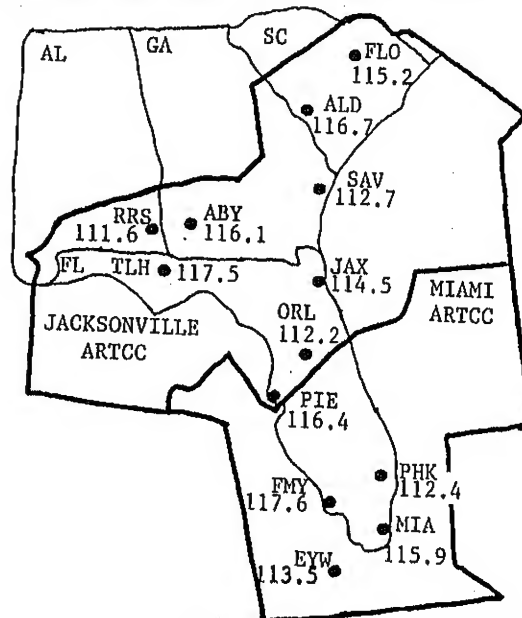 AL
GA
SC
FLO
115.2
ALD
116.7
SAV
112.7
RRS
111.6
ABY
116.1
FL
TLH
117.5
JAX
114.5
MIAMI
ARTCC
ORL
112.2
JACKSONVILLE
ARTCC
PIE
116.4
PHK
112.4
FMY
117.6
MIA
115.9
EYW
113.5